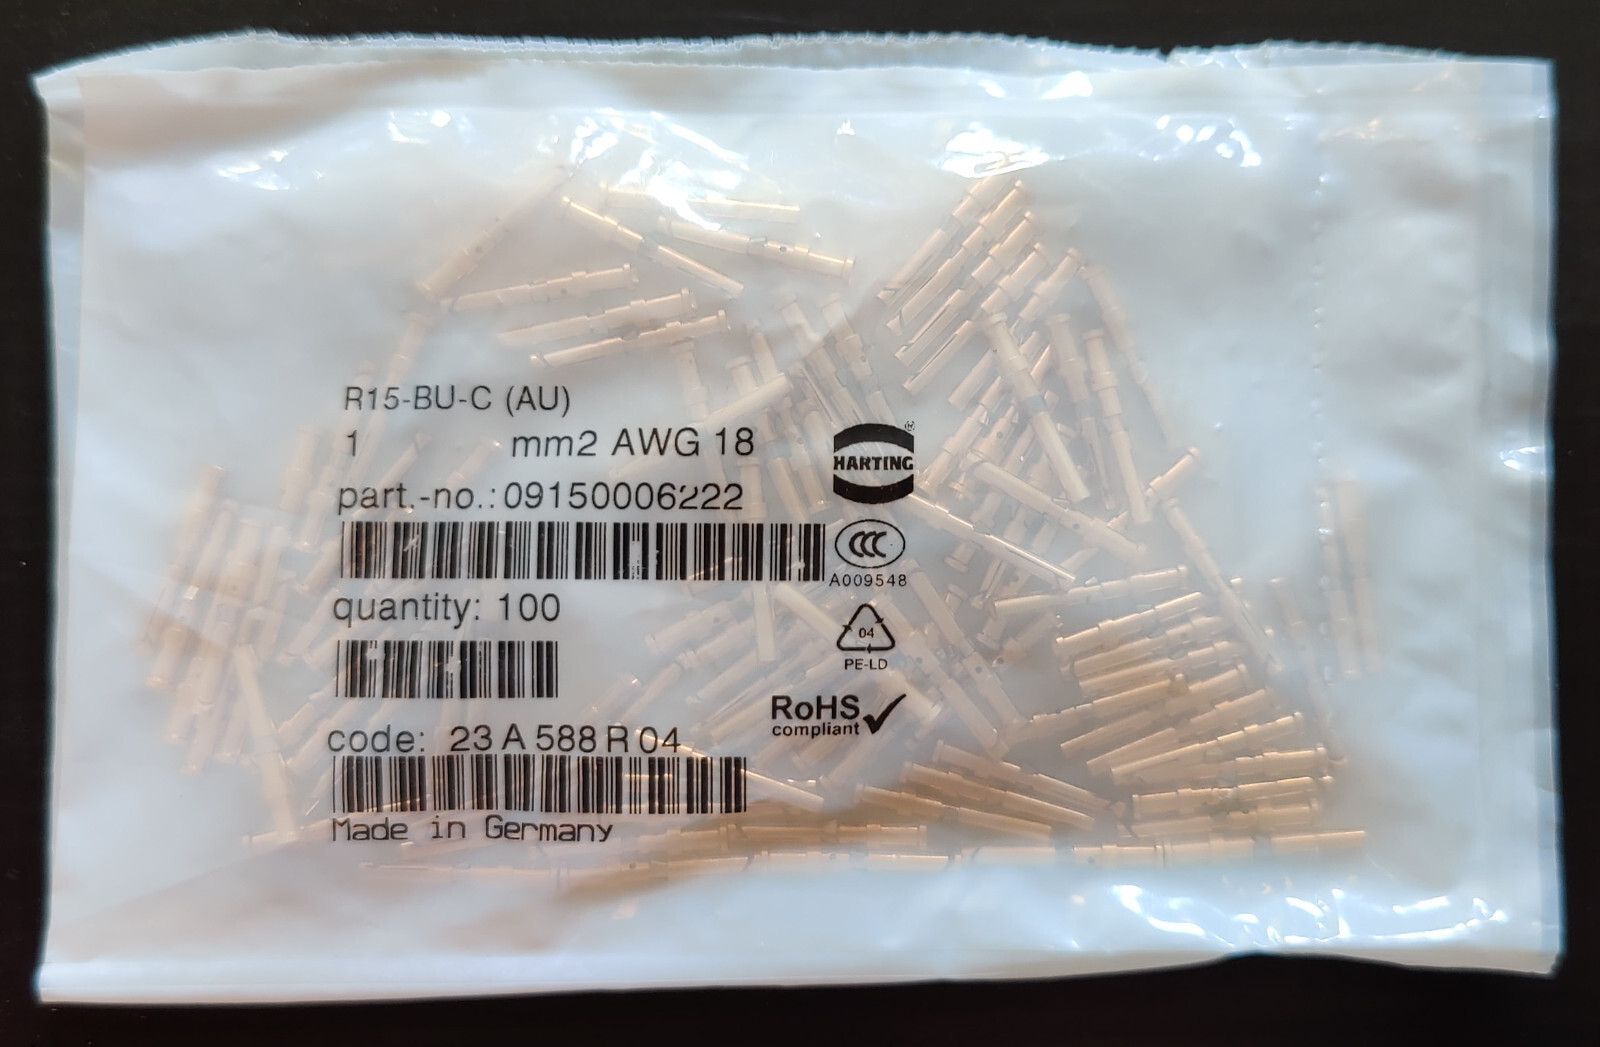 R15-BU-C (AU)
1 mm2 AWG 18
part.-no.: 09150006222
HARTING ®
CCC
A009548
quantity: 100
04
PE-LD
RoHS
compliant
code: 23 A 588 R 04
Made in Germany